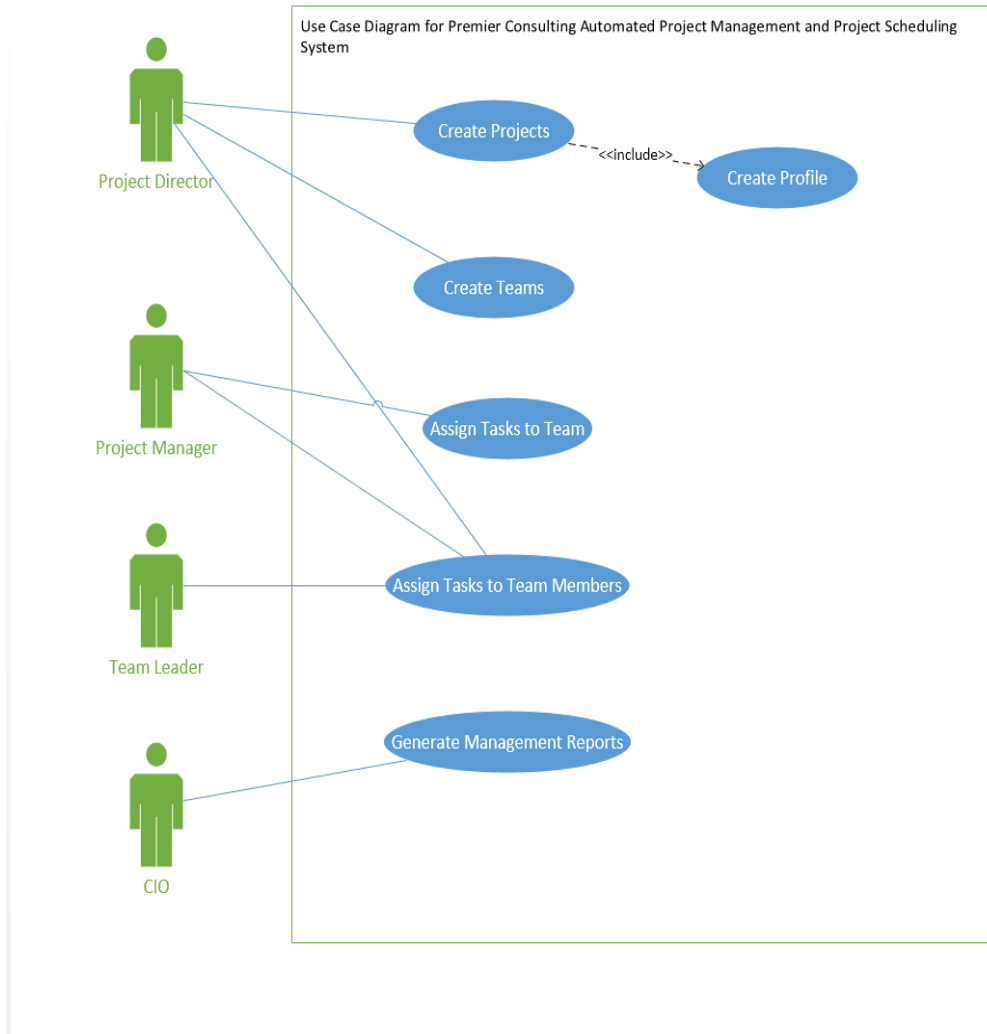 Use Case Diagram for Premier Consulting Automated Project Management and Project Scheduling
System
Create Projects
<<include>>
Create Profile
Project Director
Create Teams
Assign Tasks to Team
Project Manager
Assign Tasks to Team Members
Team Leader
Generate Management Reports
CIO